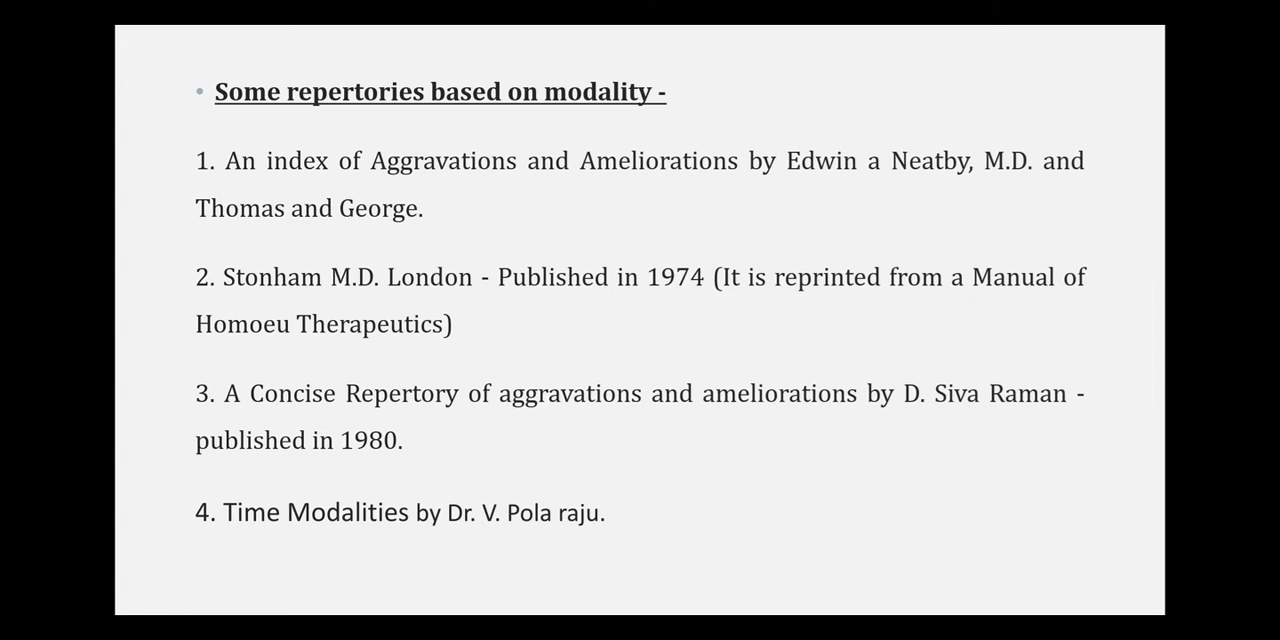 • Some repertories based on modality -
1. An index of Aggravations and Ameliorations by Edwin a Neatby, M.D. and
Thomas and George.
2. Stonham M.D. London - Published in 1974 (It is reprinted from a Manual of
Homoeu Therapeutics)
3. A Concise Repertory of aggravations and ameliorations by D. Siva Raman -
published in 1980.
4. Time Modalities by Dr. V. Pola raju.